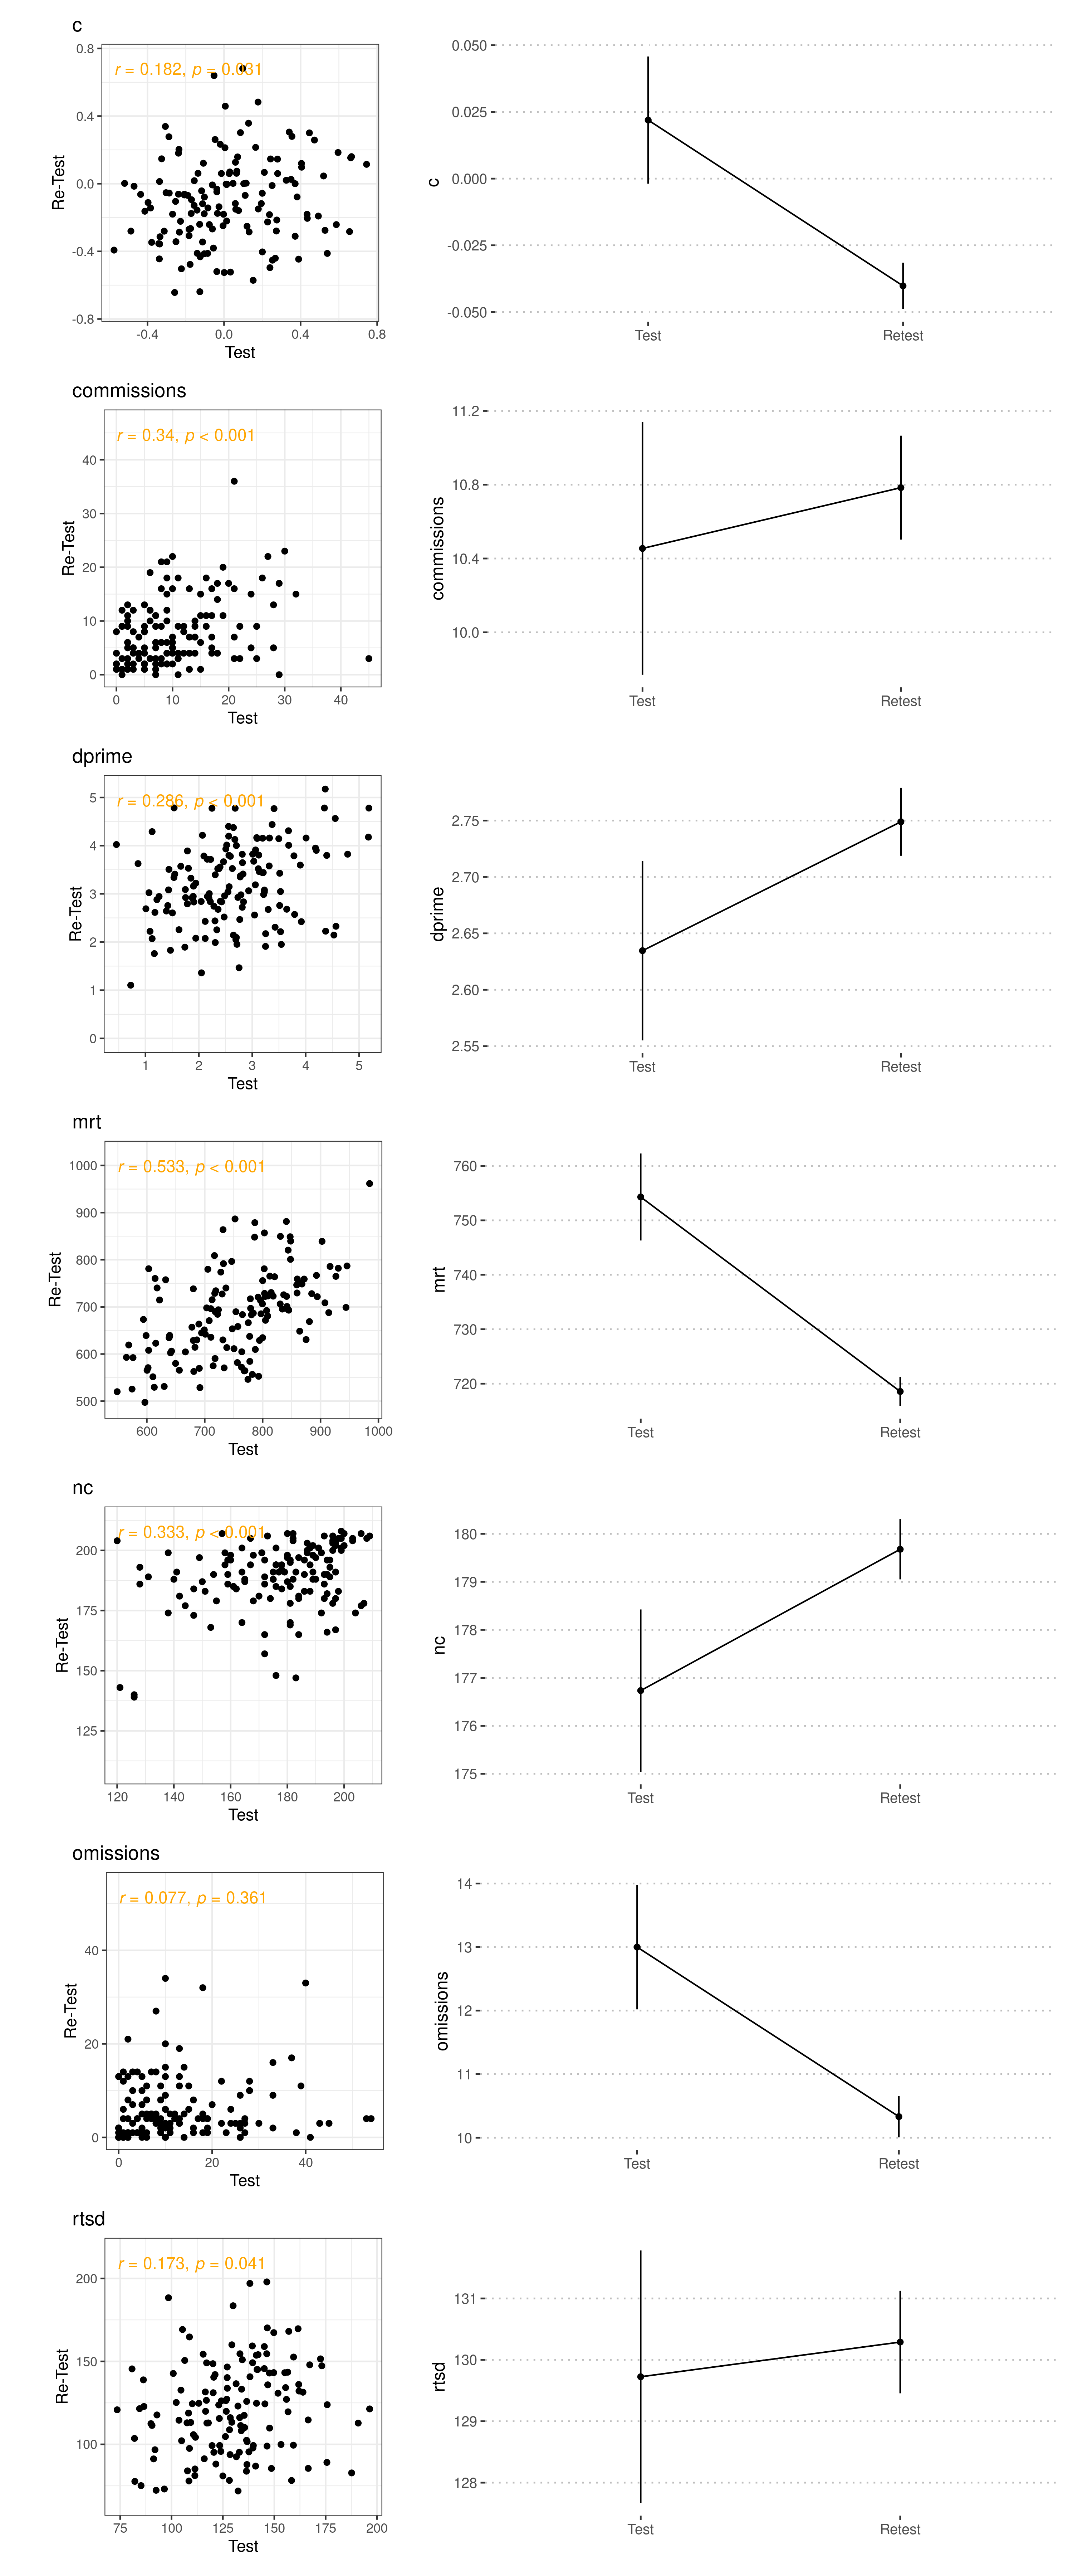 c
r = 0.182, p = 0.031
0.8
0.4
0.0
-0.4
-0.8
Re-Test
-0.4 0.0 0.4 0.8
Test
0.050
0.025
0.000
-0.025
-0.050
c
Test Retest
commissions
r = 0.34, p < 0.001
40
30
20
10
0
Re-Test
0 10 20 30 40
Test
11.2
10.8
10.4
10.0
commissions
Test Retest
dprime
r = 0.286, p < 0.001
5
4
3
2
1
0
Re-Test
1 2 3 4 5
Test
2.75
2.70
2.65
2.60
2.55
dprime
Test Retest
mrt
r = 0.533, p < 0.001
1000
900
800
700
600
500
Re-Test
600 700 800 900 1000
Test
760
750
740
730
720
mrt
Test Retest
nc
r = 0.333, p < 0.001
200
175
150
125
Re-Test
120 140 160 180 200
Test
180
179
178
177
176
175
nc
Test Retest
omissions
r = 0.077, p = 0.361
40
20
0
Re-Test
0 20 40
Test
14
13
12
11
10
omissions
Test Retest
rtsd
r = 0.173, p = 0.041
200
150
100
Re-Test
75 100 125 150 175 200
Test
131
130
129
128
rtsd
Test Retest